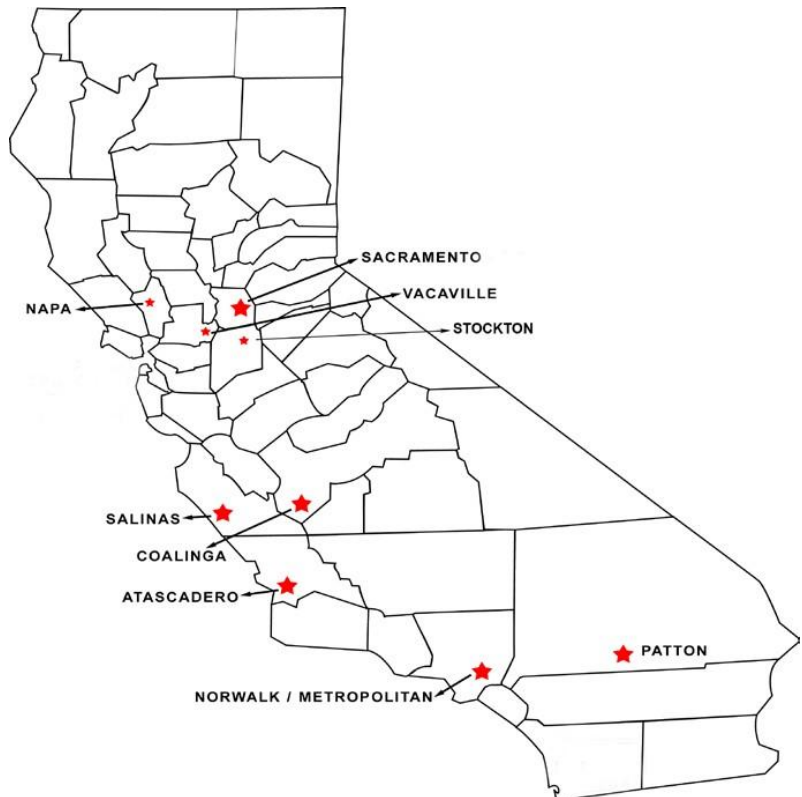 SACRAMENTO
VACAVILLE
NAPA
STOCKTON
SALINAS
COALINGA
ATASCADERO
PATTON
NORWALK / METROPOLITAN